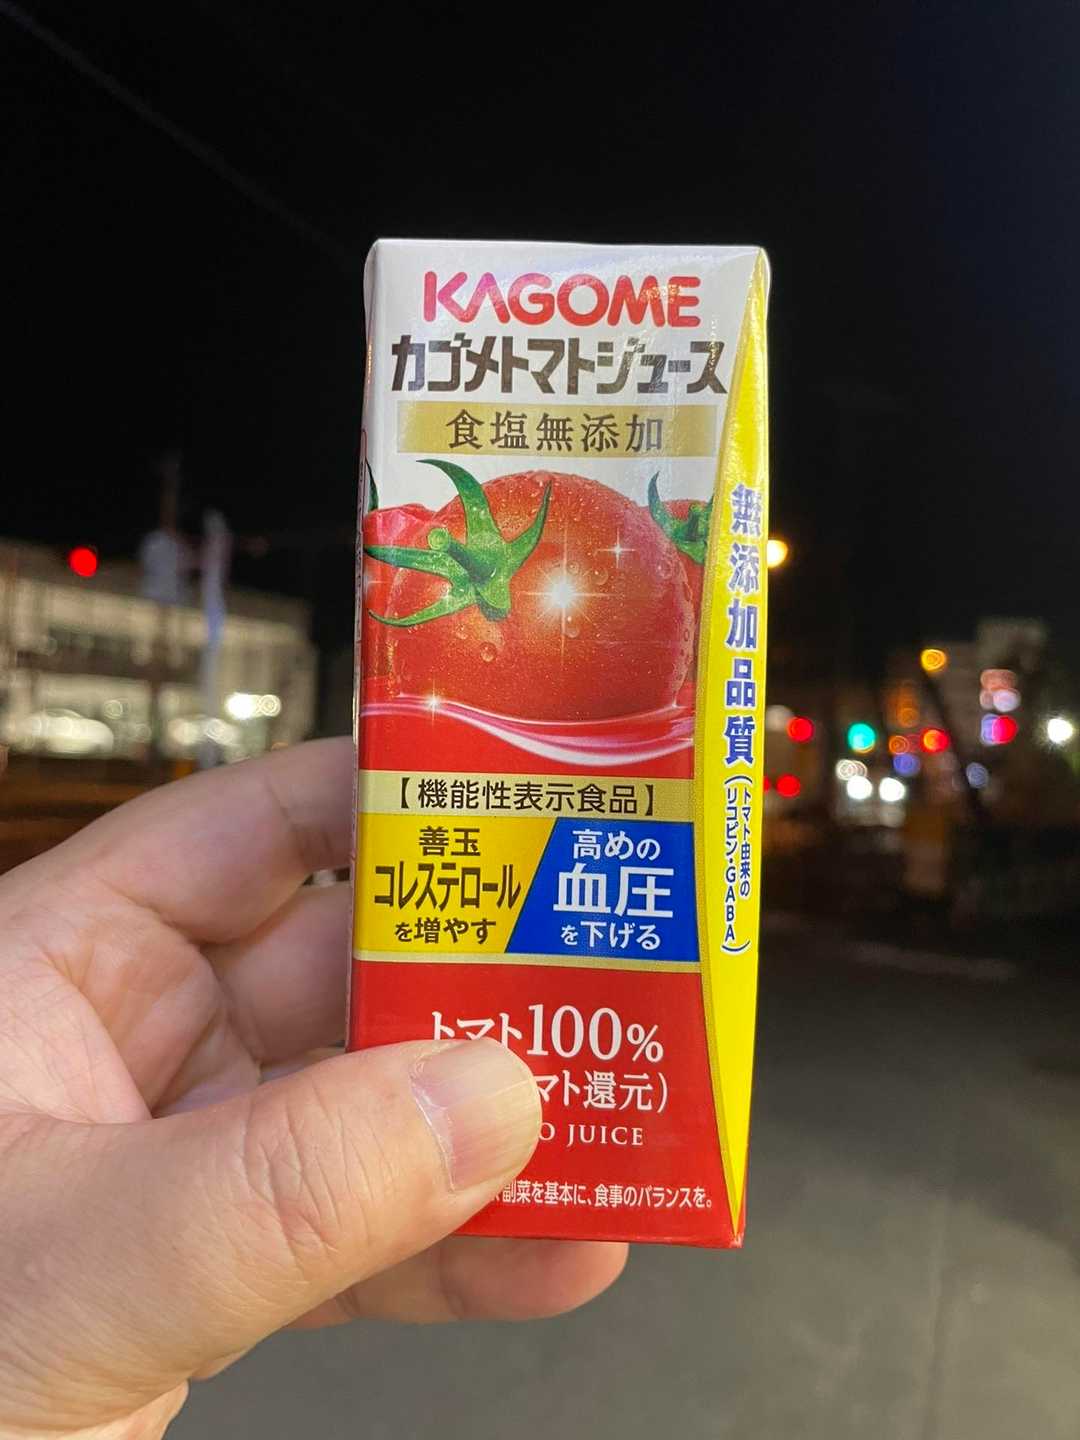 KAGOME
カゴメトマトジュース
食塩無添加
【機能性表示食品】
善玉
コレステロール
を増やす
高めの
血圧
を下げる
トマト100%
マト還元)
O JUICE
副菜を基本に、食事のバランスを。
無添加品質
(トマト由来の
リコピン・GABA)